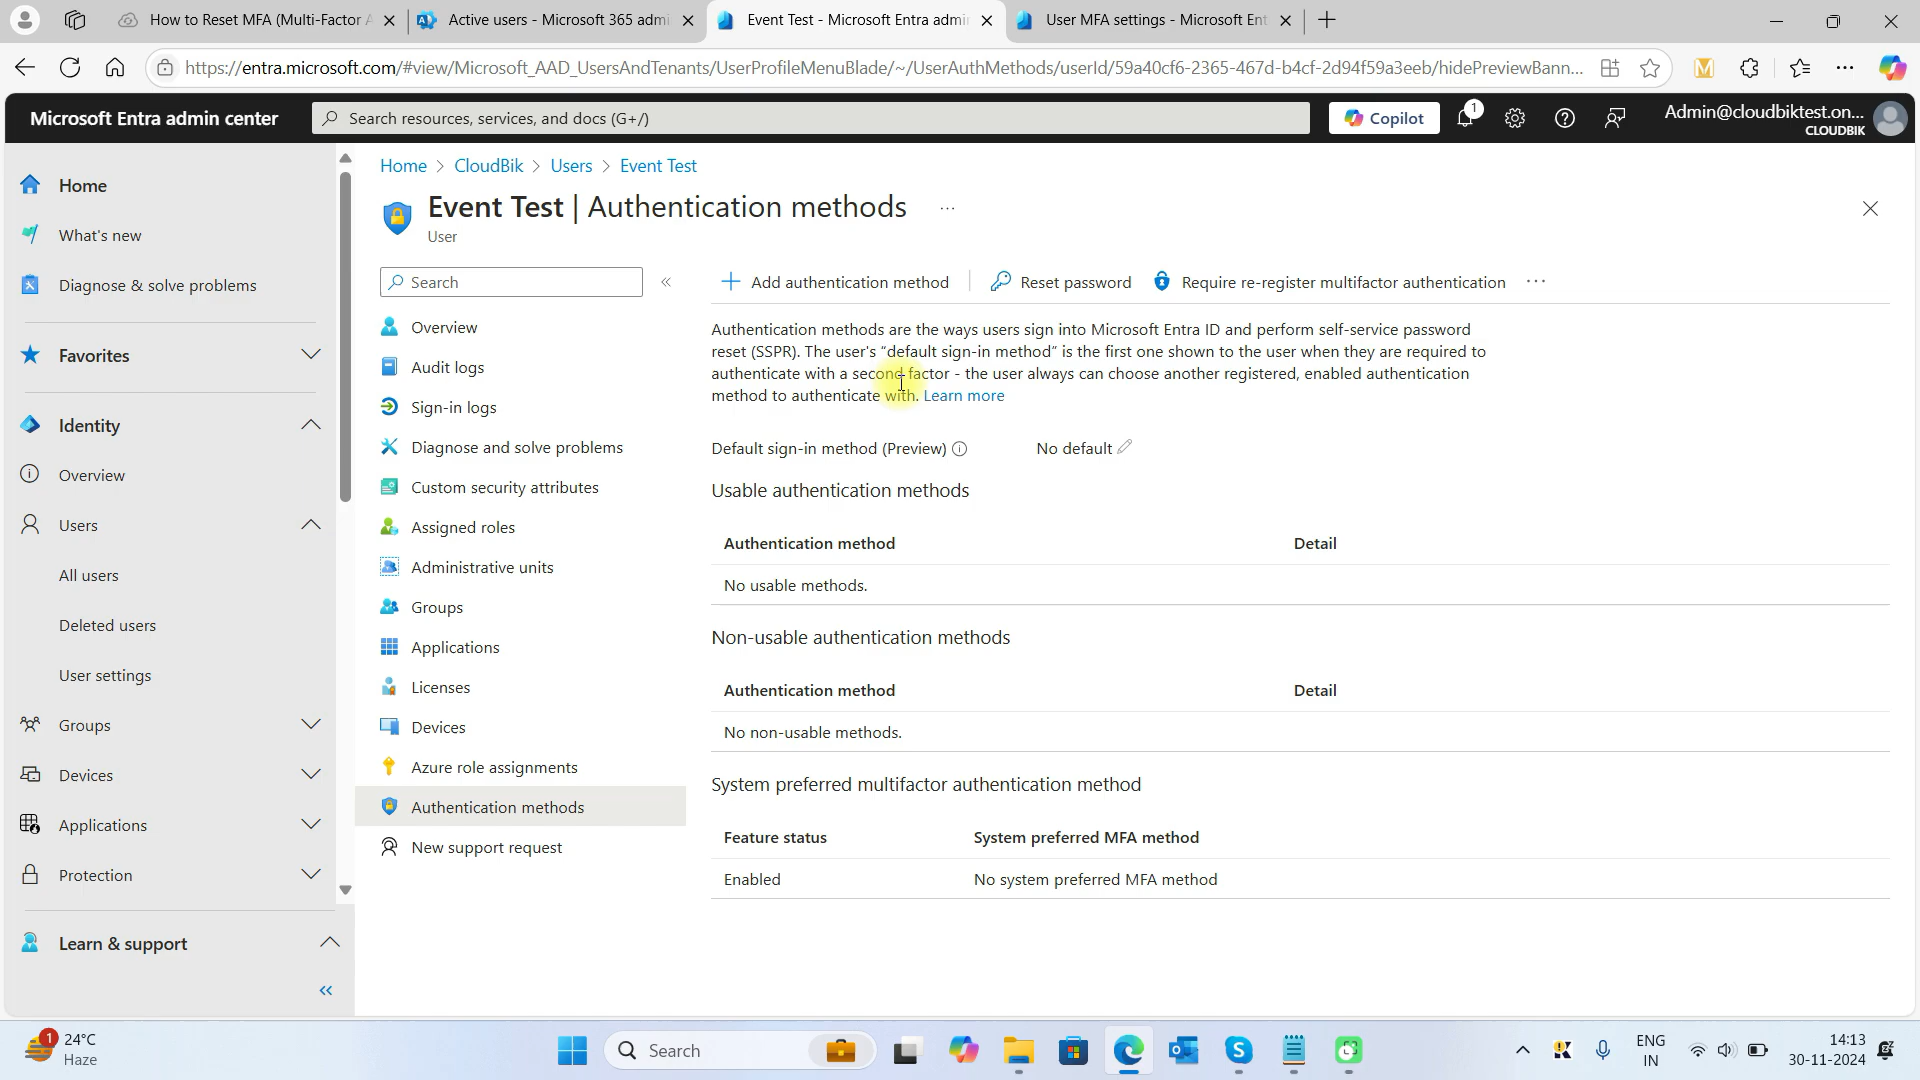 How to Reset MFA (Multi-Factor A
Active users - Microsoft 365 admi
Event Test - Microsoft Entra admi
User MFA settings - Microsoft Ent
https://entra.microsoft.com/#view/Microsoft_AAD_UsersAndTenants/UserProfileMenuBlade/~/UserAuthMethods/userId/59a40cf6-2365-467d-b4cf-2d94f59a3eeb/hidePreviewBann...
Microsoft Entra admin center
Search resources, services, and docs (G+/)
Copilot
1
Admin@cloudbiktest.on...
CLOUDBIK
Home
What's new
Diagnose & solve problems
Favorites
Identity
Overview
Users
All users
Deleted users
User settings
Groups
Devices
Applications
Protection
Learn & support
Home > CloudBik > Users > Event Test
Event Test | Authentication methods ...
User
Search
Overview
Audit logs
Sign-in logs
Diagnose and solve problems
Custom security attributes
Assigned roles
Administrative units
Groups
Applications
Licenses
Devices
Azure role assignments
Authentication methods
New support request
Add authentication method
Reset password
Require re-register multifactor authentication
...
Authentication methods are the ways users sign into Microsoft Entra ID and perform self-service password
reset (SSPR). The user's "default sign-in method" is the first one shown to the user when they are required to
authenticate with a second factor - the user always can choose another registered, enabled authentication
method to authenticate with. Learn more
Default sign-in method (Preview) No default
Usable authentication methods
Authentication method Detail
No usable methods.
Non-usable authentication methods
Authentication method Detail
No non-usable methods.
System preferred multifactor authentication method
Feature status System preferred MFA method
Enabled No system preferred MFA method
1
24°C
Haze
Search
ENG
IN
14:13
30-11-2024